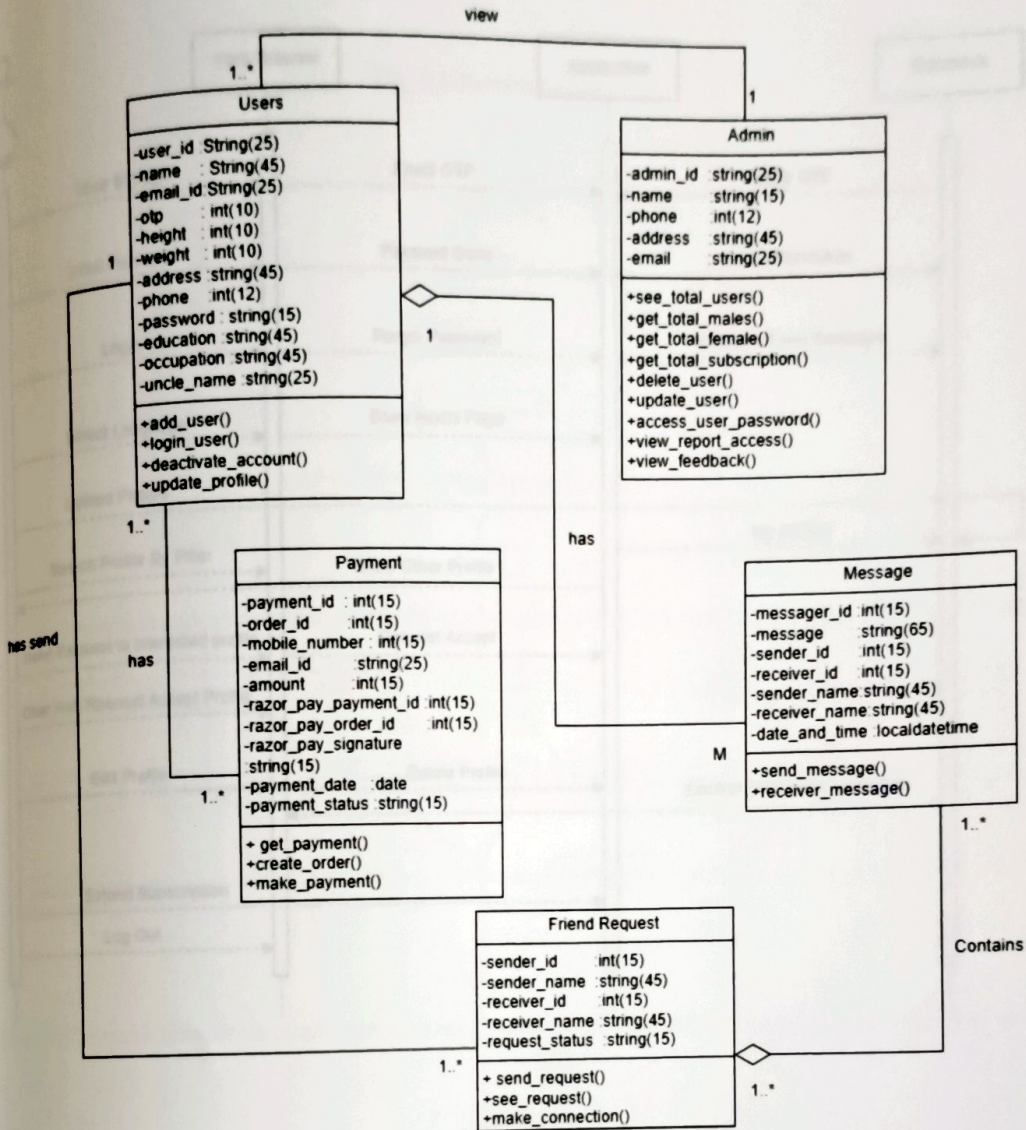 view
1..*
1
Users
-user_id :String(25)
-name : String(45)
-email_id:String(25)
-otp : int(10)
-height : int(10)
-weight : int(10)
-address :string(45)
-phone :int(12)
-password : string(15)
-education :string(45)
-occupation :string(45)
-uncle_name :string(25)
+add_user()
+login_user()
+deactivate_account()
+update_profile()
Admin
-admin_id :string(25)
-name :string(15)
-phone :int(12)
-address :string(45)
-email :string(25)
+see_total_users()
+get_total_males()
+get_total_female()
+get_total_subscription()
+delete_user()
+update_user()
+access_user_password()
+view_report_access()
+view_feedback()
1
1
1..*
has
has send
has
Payment
-payment_id : int(15)
-order_id :int(15)
-mobile_number : int(15)
-email_id :string(25)
-amount :int(15)
-razor_pay_payment_id :int(15)
-razor_pay_order_id :int(15)
-razor_pay_signature
:string(15)
-payment_date :date
-payment_status :string(15)
+ get_payment()
+create_order()
+make_payment()
1..*
Message
-messager_id :int(15)
-message :string(65)
-sender_id :int(15)
-receiver_id :int(15)
-sender_name:string(45)
-receiver_name:string(45)
-date_and_time :localdatetime
+send_message()
+receiver_message()
M
1..*
Contains
Friend Request
-sender_id :int(15)
-sender_name :string(45)
-receiver_id :int(15)
-receiver_name :string(45)
-request_status :string(15)
+ send_request()
+see_request()
+make_connection()
1..*
1..*